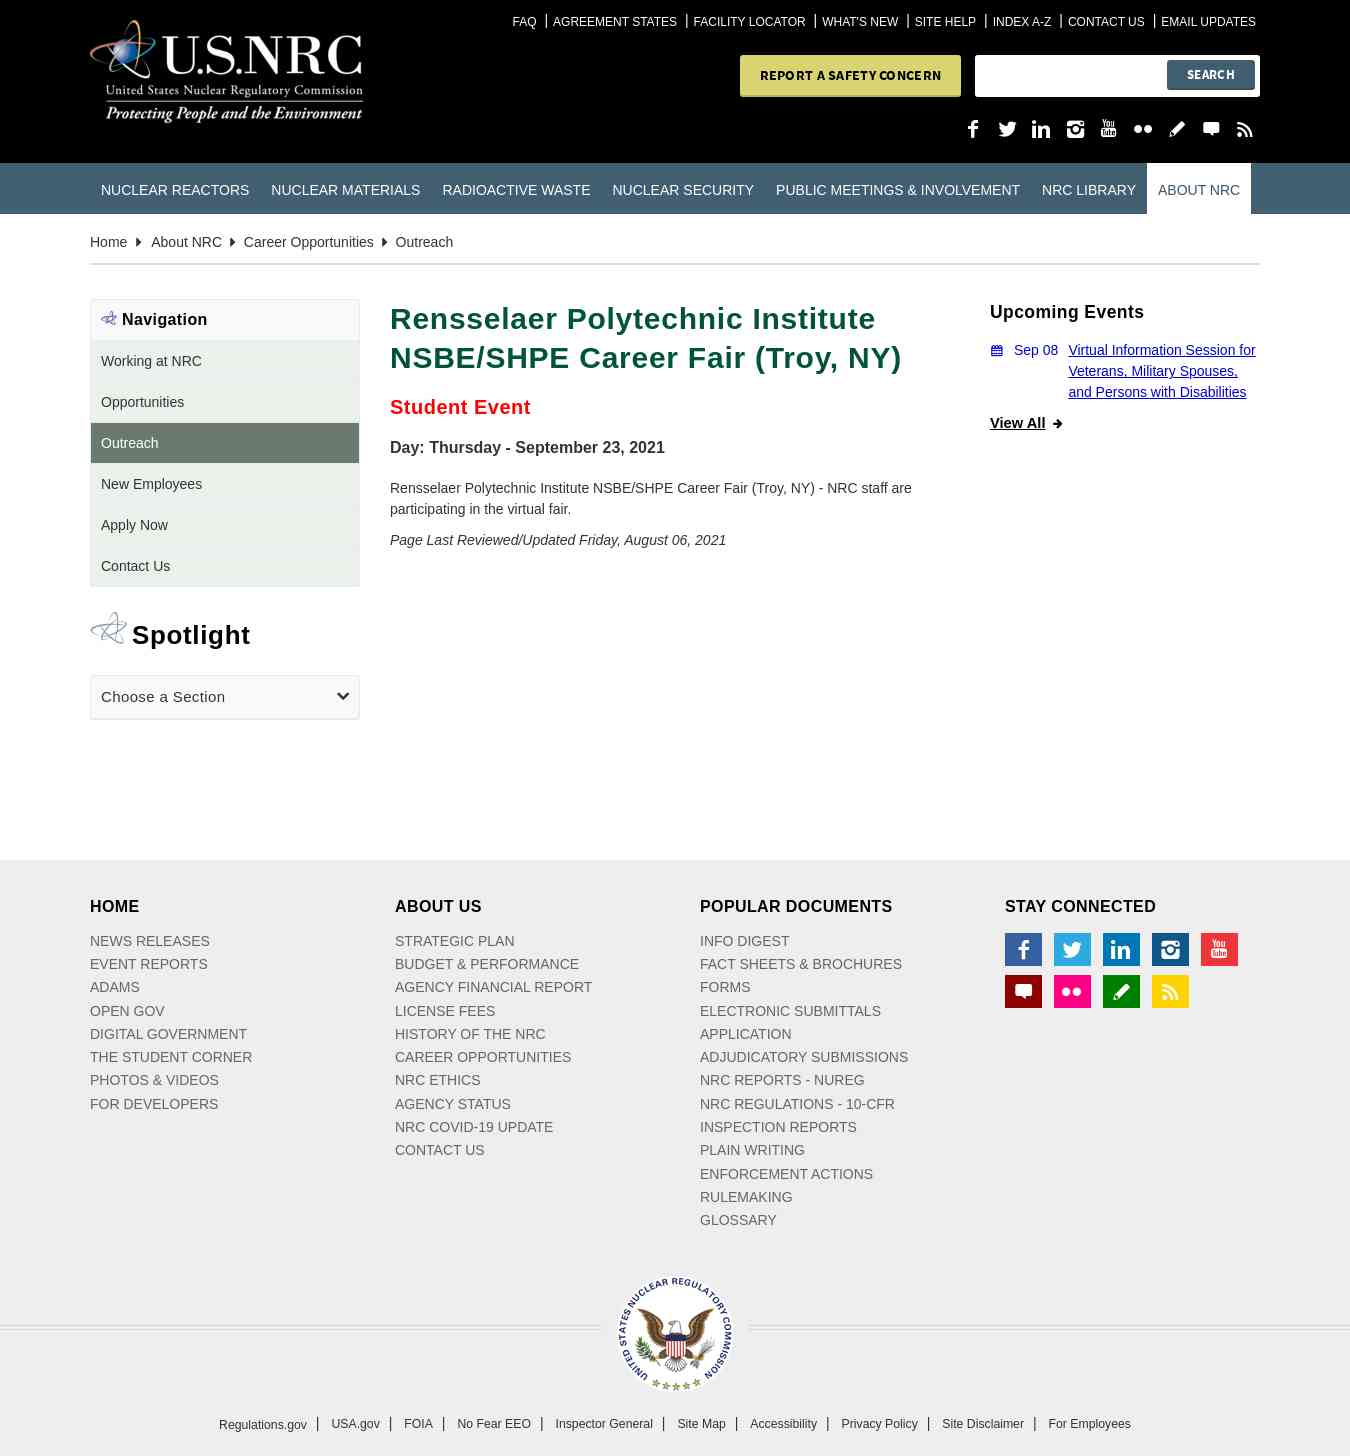 FAQ | AGREEMENT STATES | FACILITY LOCATOR | WHAT'S NEW | SITE HELP | INDEX A-Z | CONTACT US | EMAIL UPDATES
U.S.NRC
United States Nuclear Regulatory Commission
Protecting People and the Environment
REPORT A SAFETY CONCERN
SEARCH
You Tube
NUCLEAR REACTORS NUCLEAR MATERIALS RADIOACTIVE WASTE NUCLEAR SECURITY PUBLIC MEETINGS & INVOLVEMENT NRC LIBRARY ABOUT NRC
Home About NRC Career Opportunities Outreach
Navigation
Working at NRC
Opportunities
Outreach
New Employees
Apply Now
Contact Us
Spotlight
Choose a Section
Rensselaer Polytechnic Institute
NSBE/SHPE Career Fair (Troy, NY)
Student Event
Day: Thursday - September 23, 2021
Rensselaer Polytechnic Institute NSBE/SHPE Career Fair (Troy, NY) - NRC staff are
participating in the virtual fair.
Page Last Reviewed/Updated Friday, August 06, 2021
Upcoming Events
Sep 08 Virtual Information Session for
Veterans, Military Spouses,
and Persons with Disabilities
View All
HOME
NEWS RELEASES
EVENT REPORTS
ADAMS
OPEN GOV
DIGITAL GOVERNMENT
THE STUDENT CORNER
PHOTOS & VIDEOS
FOR DEVELOPERS
ABOUT US
STRATEGIC PLAN
BUDGET & PERFORMANCE
AGENCY FINANCIAL REPORT
LICENSE FEES
HISTORY OF THE NRC
CAREER OPPORTUNITIES
NRC ETHICS
AGENCY STATUS
NRC COVID-19 UPDATE
CONTACT US
POPULAR DOCUMENTS
INFO DIGEST
FACT SHEETS & BROCHURES
FORMS
ELECTRONIC SUBMITTALS
APPLICATION
ADJUDICATORY SUBMISSIONS
NRC REPORTS - NUREG
NRC REGULATIONS - 10-CFR
INSPECTION REPORTS
PLAIN WRITING
ENFORCEMENT ACTIONS
RULEMAKING
GLOSSARY
STAY CONNECTED
You Tube
UNITED STATES NUCLEAR REGULATORY COMMISSION
Regulations.gov | USA.gov | FOIA | No Fear EEO | Inspector General | Site Map | Accessibility | Privacy Policy | Site Disclaimer | For Employees